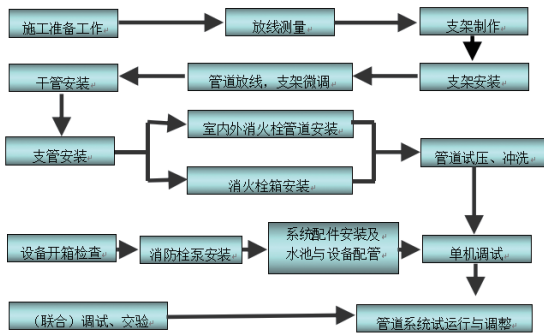 施工准备工作
放线测量
支架制作
干管安装
管道放线，支架微调
支架安装
支管安装
室内外消火栓管道安装
消火栓箱安装
管道试压、冲洗
设备开箱检查
消防栓泵安装
系统配件安装及
水池与设备配管
单机调试
（联合）调试、交验
管道系统试运行与调整